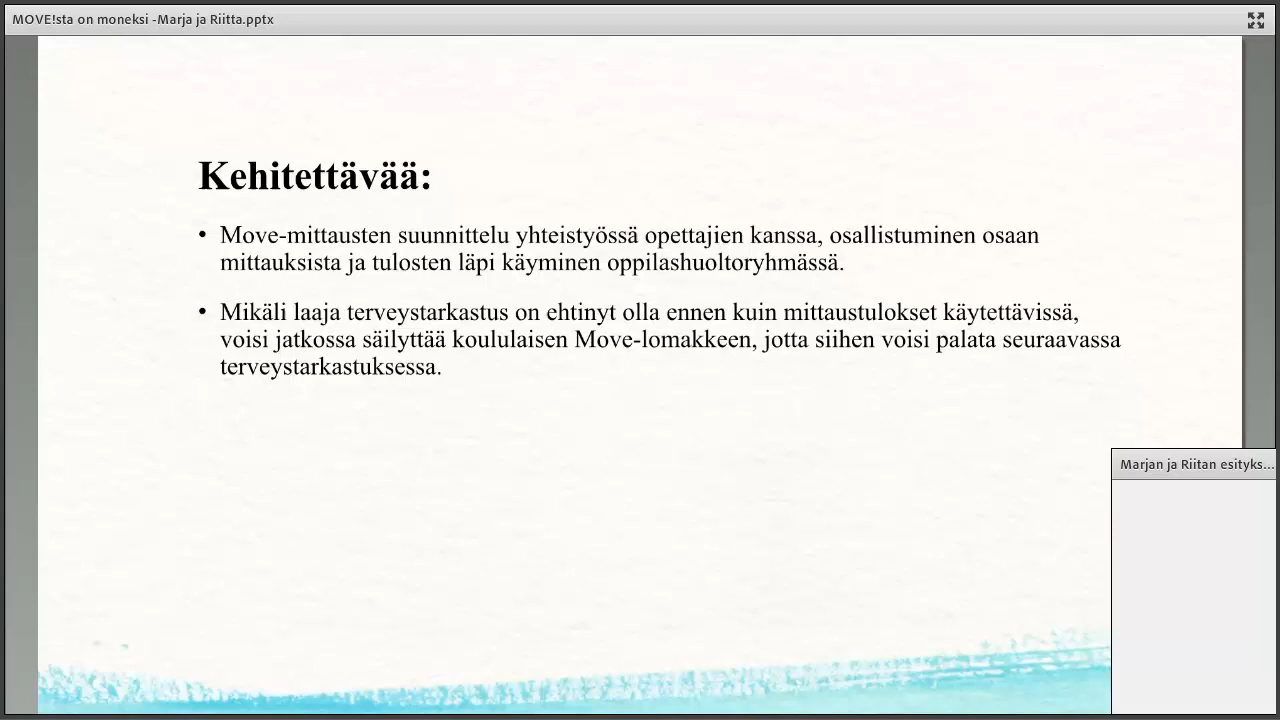 MOVE!sta on moneksi -Marja ja Riitta.pptx
Kehitettävää:
• Move-mittausten suunnittelu yhteistyössä opettajien kanssa, osallistuminen osaan
mittauksista ja tulosten läpi käyminen oppilashuoltoryhmässä.
• Mikäli laaja terveystarkastus on ehtinyt olla ennen kuin mittaustulokset käytettävissä,
voisi jatkossa säilyttää koululaisen Move-lomakkeen, jotta siihen voisi palata seuraavassa
terveystarkastuksessa.
Marjan ja Riitan esityks...